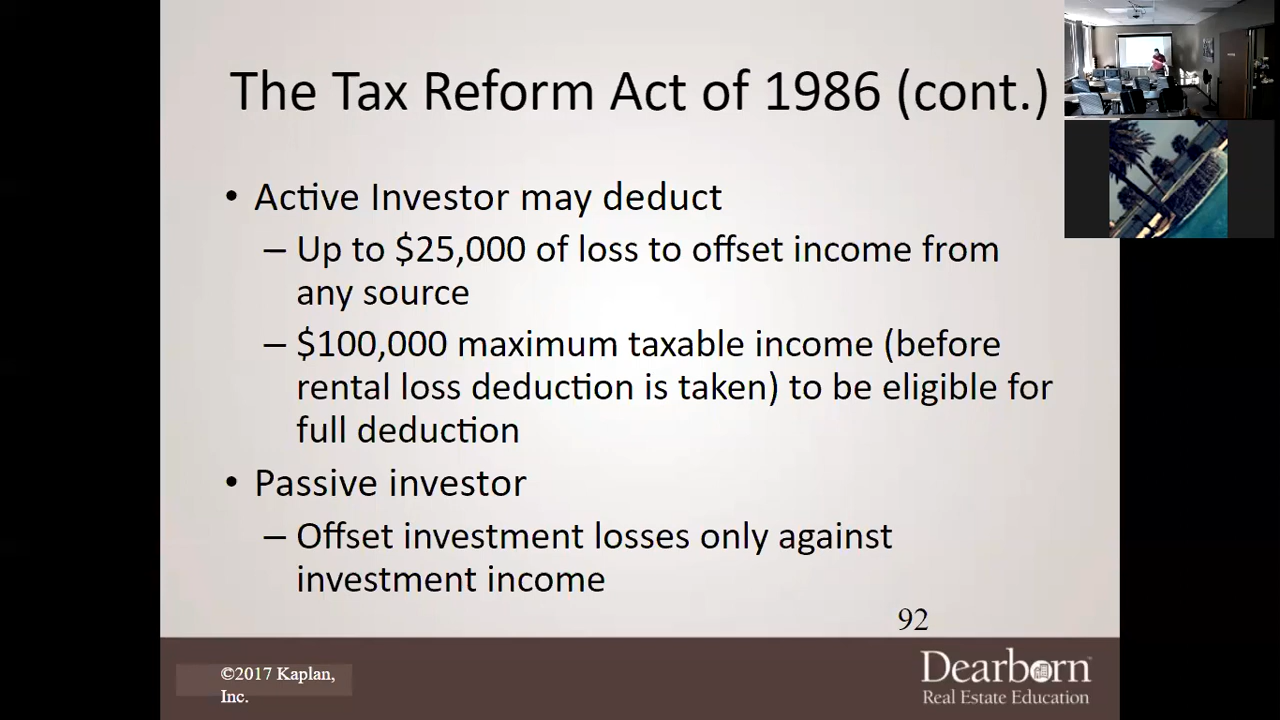 The Tax Reform Act of 1986 (cont.)
• Active Investor may deduct
– Up to $25,000 of loss to offset income from
any source
– $100,000 maximum taxable income (before
rental loss deduction is taken) to be eligible for
full deduction
• Passive investor
– Offset investment losses only against
investment income
92
©2017 Kaplan,
Inc.
Dearborn
Real Estate Education